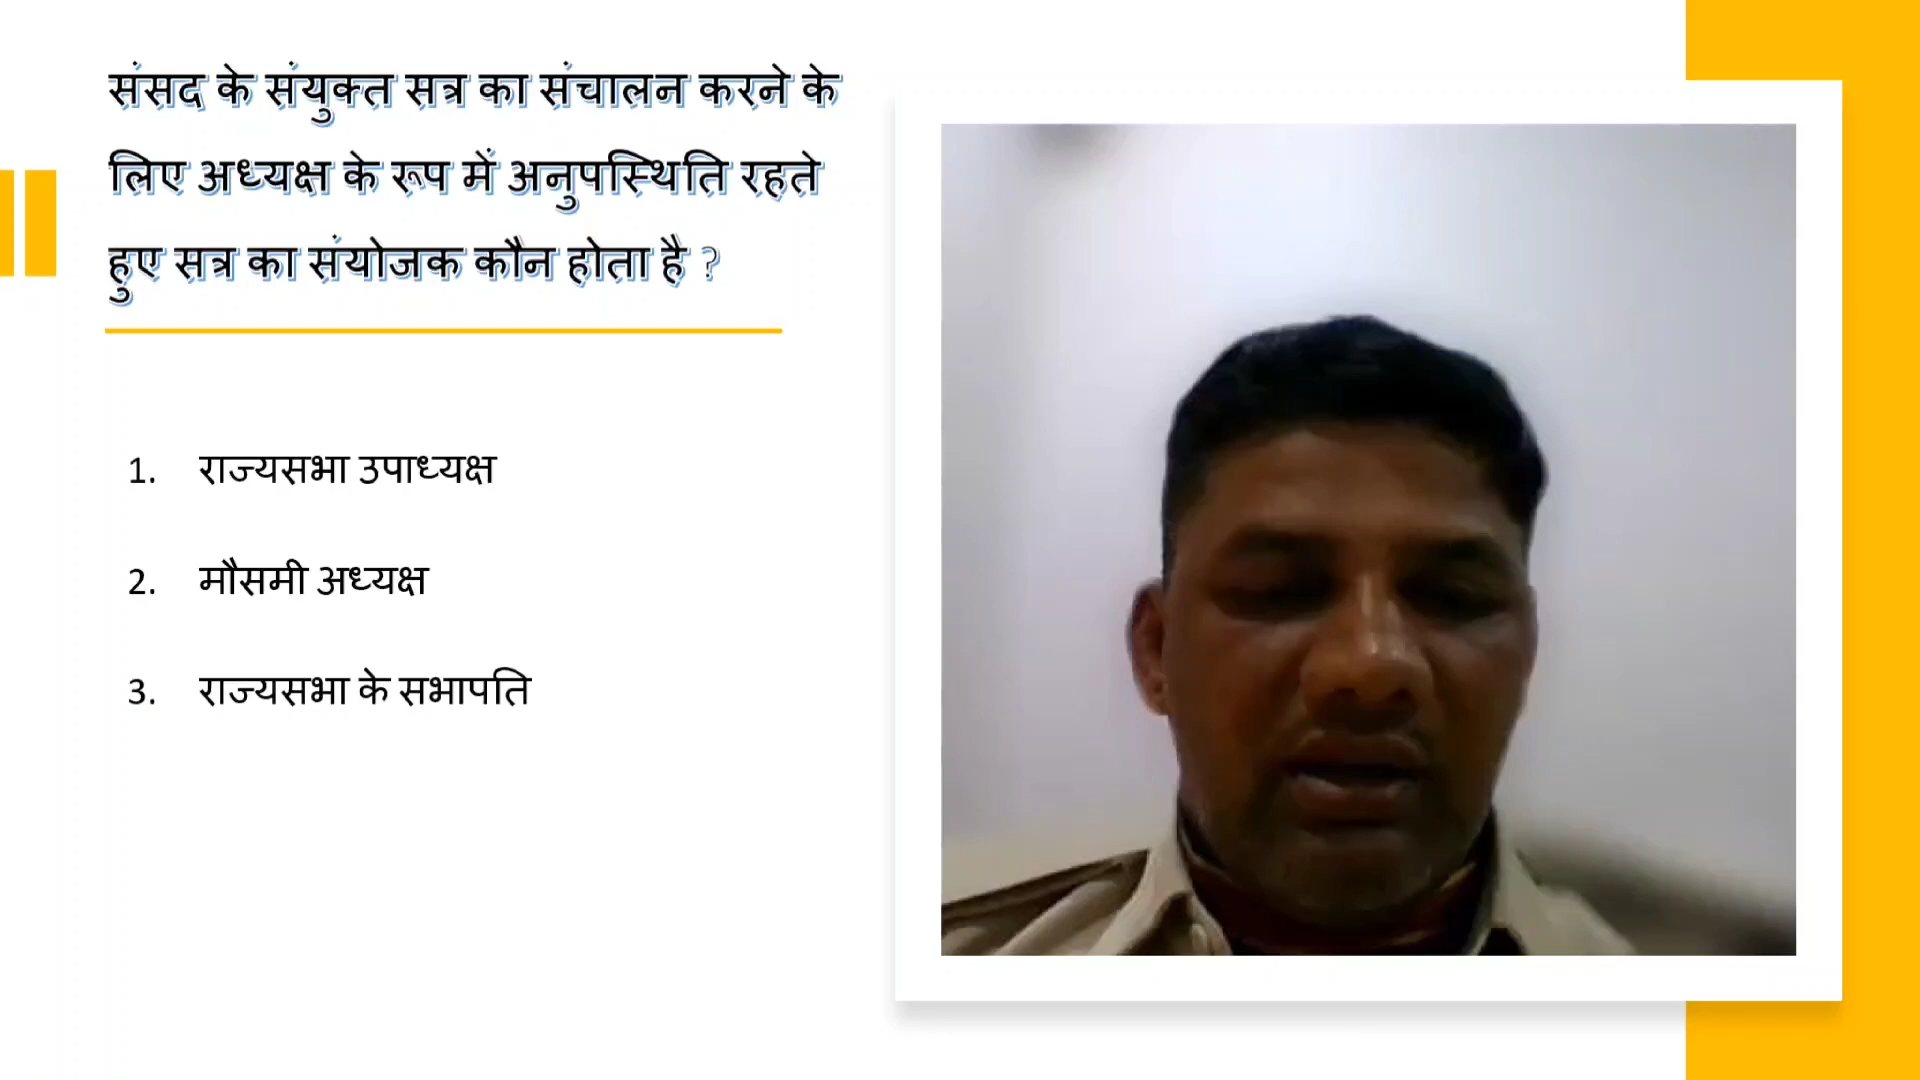 संसद के संयुक्त सत्र का संचालन करने के
लिए अध्यक्ष के रूप में अनुपस्थिति रहते
हुए सत्र का संयोजक कौन होता है ?
1. राज्यसभा उपाध्यक्ष
2. मौसमी अध्यक्ष
3. राज्यसभा के सभापति